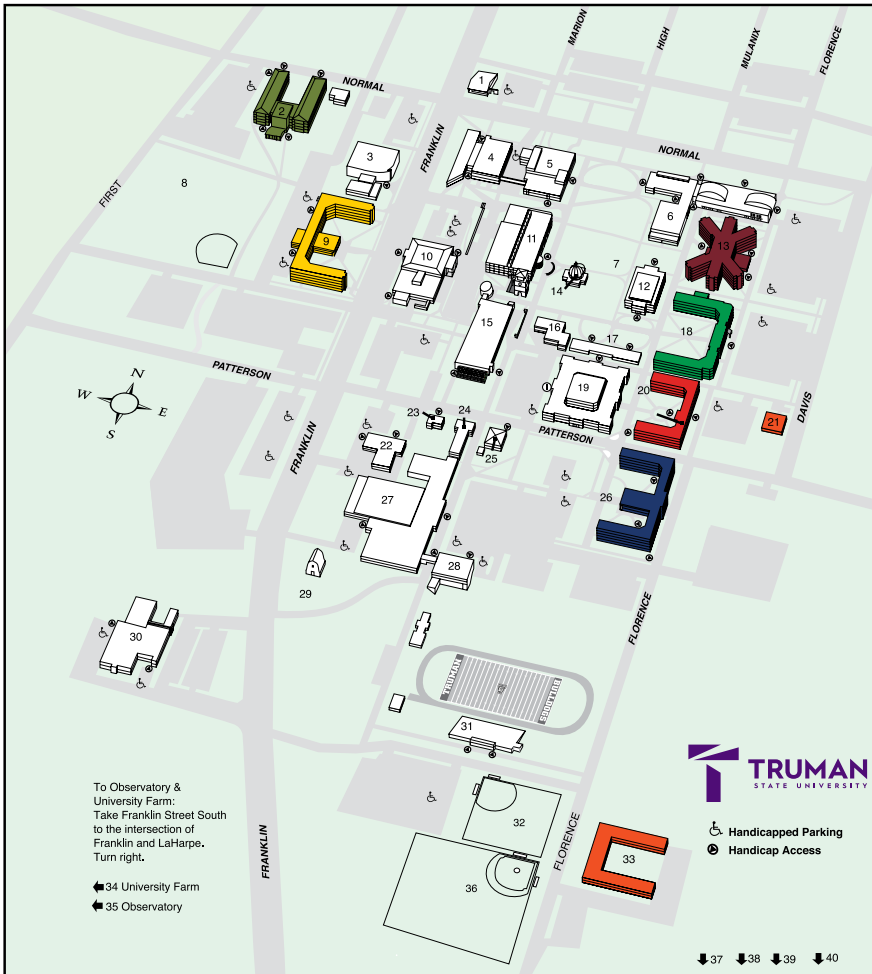 MARION
HIGH
MULANIX
FLORENCE
NORMAL
1
2
FRANKLIN
3
4
5
NORMAL
FIRST
8
6
9
10
11
7
13
12
14
15
16
17
18
PATTERSON
19
20
N
W
E
S
FRANKLIN
23
24
PATTERSON
21
DAVIS
22
25
26
27
28
29
FLORENCE
30
TRUMAN
BULLDOGS
31
TRUMAN
STATE UNIVERSITY
To Observatory &
University Farm:
Take Franklin Street South
to the intersection of
Franklin and LaHarpe.
Turn right.
FRANKLIN
32
FLORENCE
Handicapped Parking
Handicap Access
33
36
34 University Farm
35 Observatory
37 38 39 40